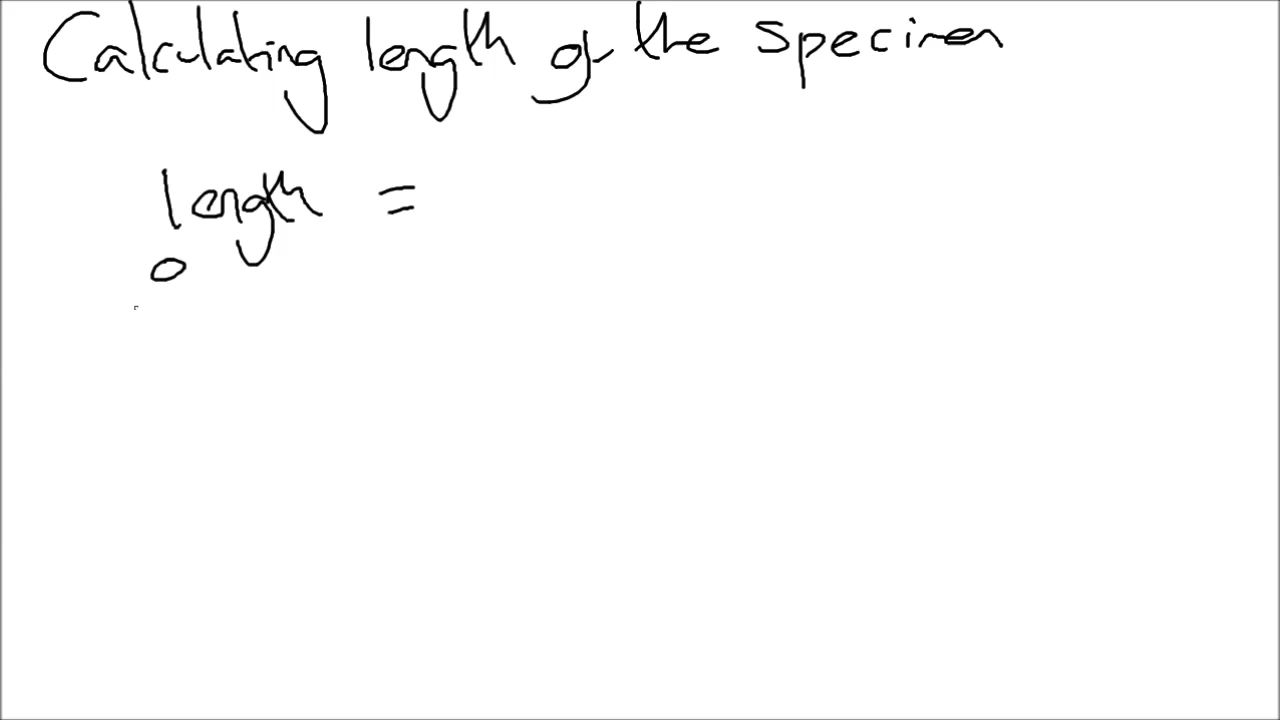 Calculating length of the specimen
length =
o